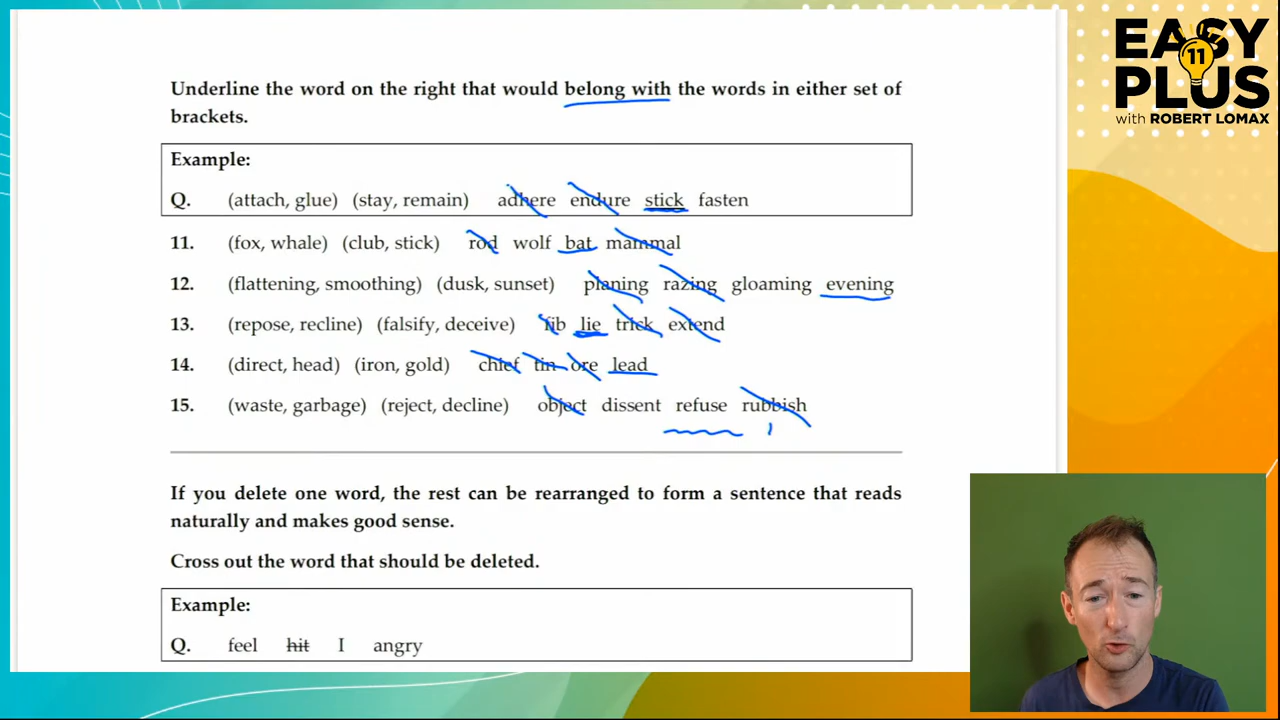 EASY
11
PLUS
with ROBERT LOMAX
Underline the word on the right that would belong with the words in either set of
brackets.
Example:
Q. (attach, glue) (stay, remain) adhere endure stick fasten
11. (fox, whale) (club, stick) rod wolf bat mammal
12. (flattening, smoothing) (dusk, sunset) planing razing gloaming evening
13. (repose, recline) (falsify, deceive) fib lie trick extend
14. (direct, head) (iron, gold) chief tin ore lead
15. (waste, garbage) (reject, decline) object dissent refuse rubbish
If you delete one word, the rest can be rearranged to form a sentence that reads
naturally and makes good sense.
Cross out the word that should be deleted.
Example:
Q. feel hit I angry